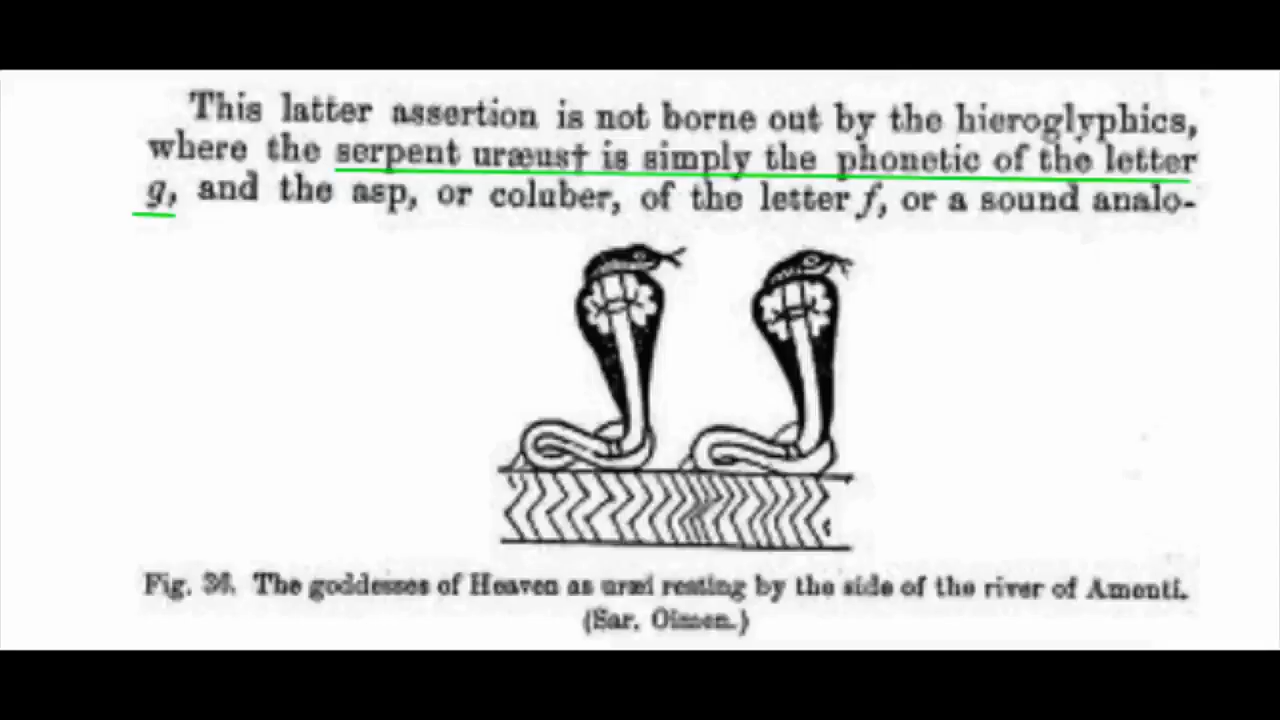 This latter assertion is not borne out by the hieroglyphics,
where the serpent uræus† is simply the phonetic of the letter
g, and the asp, or coluber, of the letter f, or a sound analo-
Fig. 36. The goddesses of Heaven as uræi resting by the side of the river of Amenti.
(Sar. Oimen.)